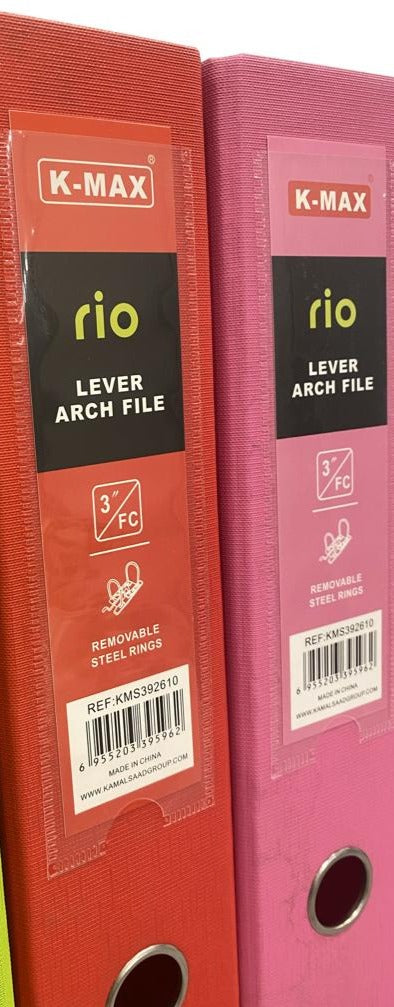 K-MAX®
rio
LEVER
ARCH FILE
3"/FC
REMOVABLE
STEEL RINGS
REF:KMS392610
6 955203 395962
MADE IN CHINA
WWW.KAMALSAADGROUP.COM
K-MAX®
rio
LEVER
ARCH FILE
3"/FC
REMOVABLE
STEEL RINGS
REF:KMS392610
6 955203 395962
MADE IN CHINA
WWW.KAMALSAADGROUP.COM